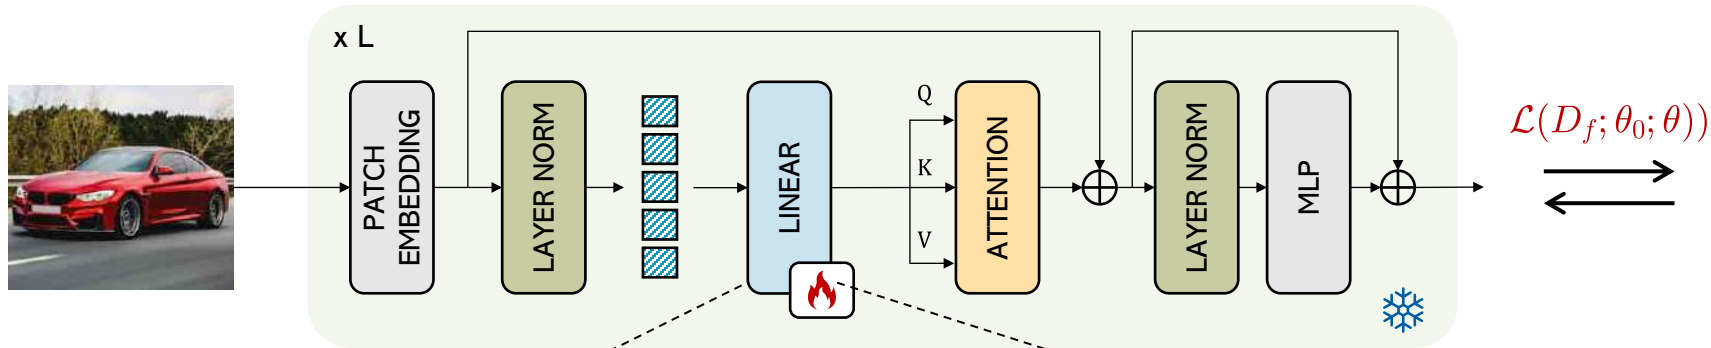 x L
PATCH
EMBEDDING
LAYER NORM
LINEAR
Q
K
V
ATTENTION
LAYER NORM
MLP
ℒ(D_f; θ_0; θ))